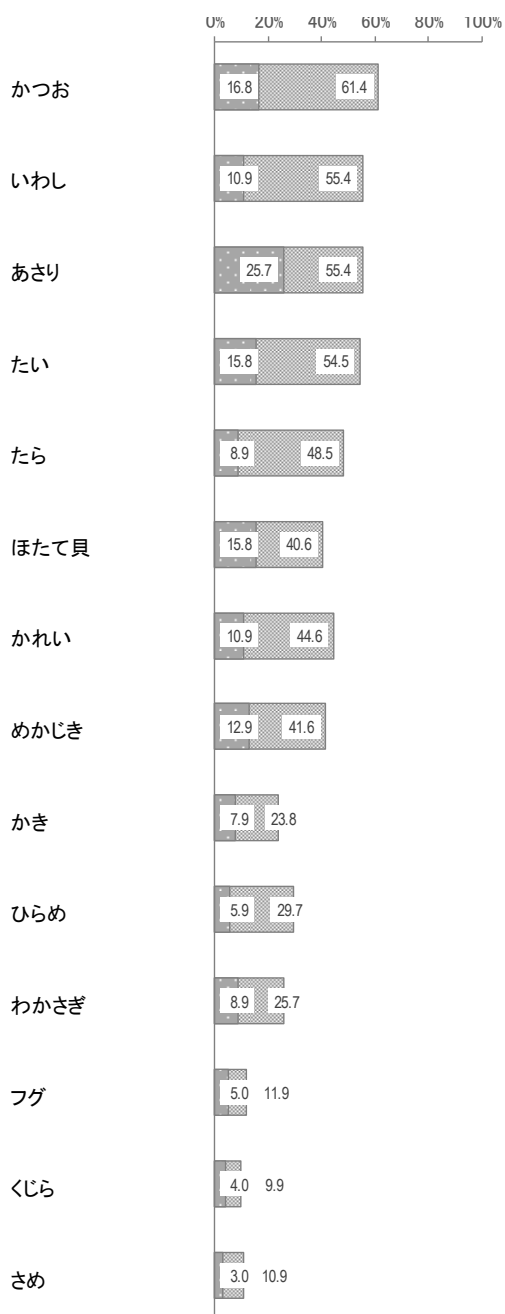 0% 20% 40% 60% 80% 100%
かつお 16.8 61.4
いわし 10.9 55.4
あさり 25.7 55.4
たい 15.8 54.5
たら 8.9 48.5
ほたて貝 15.8 40.6
かれい 10.9 44.6
めかじき 12.9 41.6
かき 7.9 23.8
ひらめ 5.9 29.7
わかさぎ 8.9 25.7
フグ 5.0 11.9
くじら 4.0 9.9
さめ 3.0 10.9